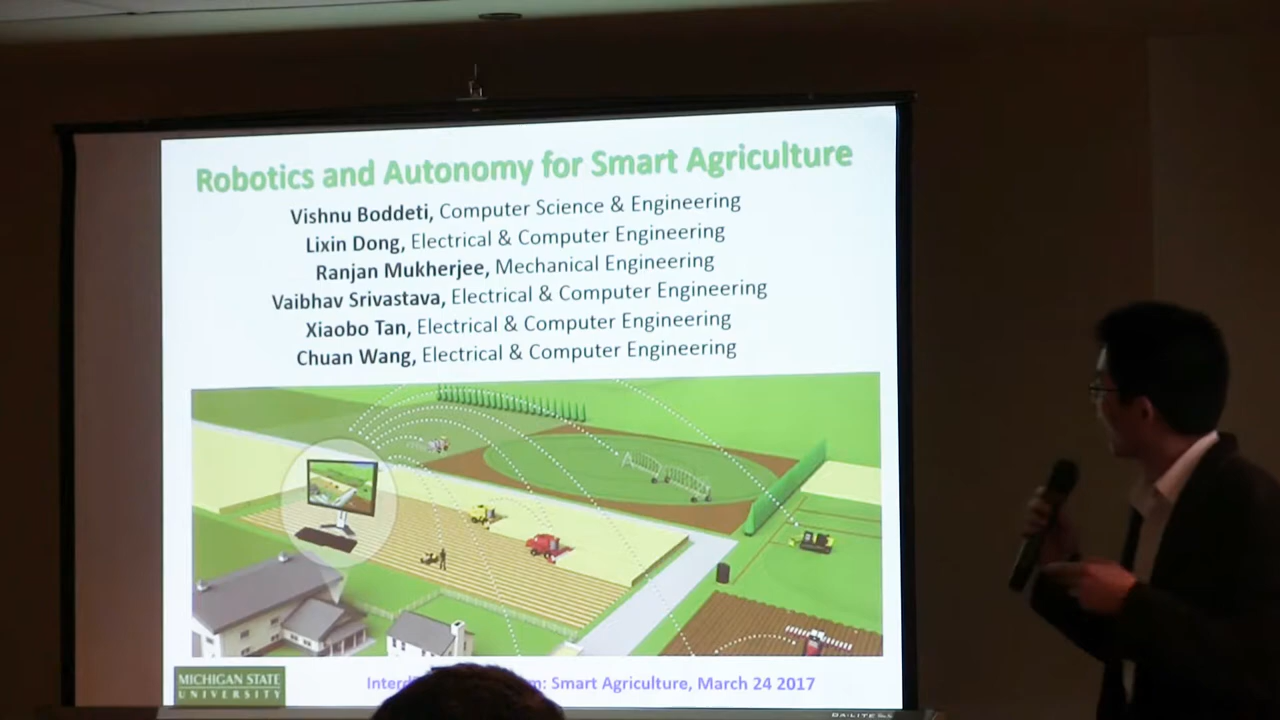 Robotics and Autonomy for Smart Agriculture
Vishnu Boddeti, Computer Science & Engineering
Lixin Dong, Electrical & Computer Engineering
Ranjan Mukherjee, Mechanical Engineering
Vaibhav Srivastava, Electrical & Computer Engineering
Xiaobo Tan, Electrical & Computer Engineering
Chuan Wang, Electrical & Computer Engineering
MICHIGAN STATE
UNIVERSITY
Smart Agriculture, March 24 2017
DA-LITE